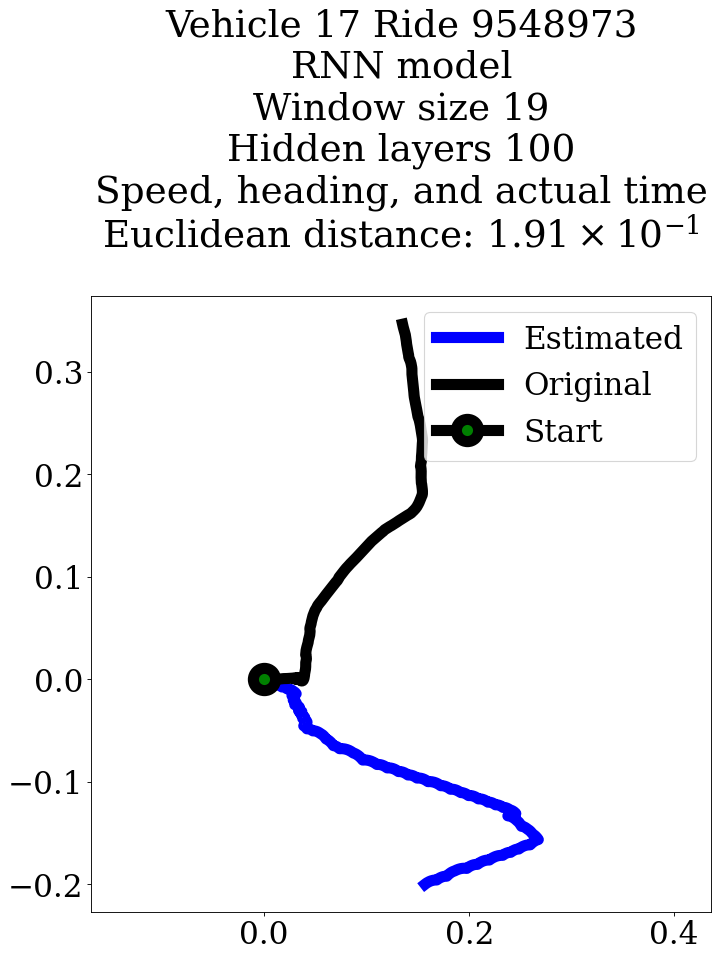 Vehicle 17 Ride 9548973
RNN model
Window size 19
Hidden layers 100
Speed, heading, and actual time
Euclidean distance: 1.91 × 10⁻¹
Estimated
Original
Start
0.3
0.2
0.1
0.0
−0.1
−0.2
0.0 0.2 0.4